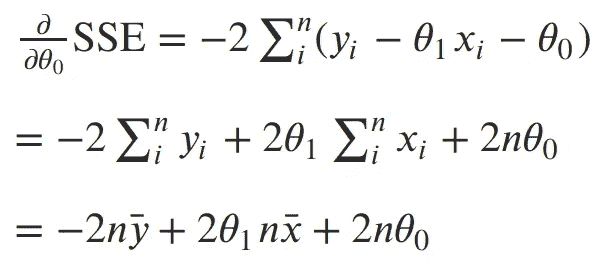 ∂/∂θ₀ SSE = −2 ∑ᵢⁿ(yᵢ − θ₁xᵢ − θ₀)
= −2 ∑ᵢⁿ yᵢ + 2θ₁ ∑ᵢⁿ xᵢ + 2nθ₀
= −2nȳ + 2θ₁nx̄ + 2nθ₀